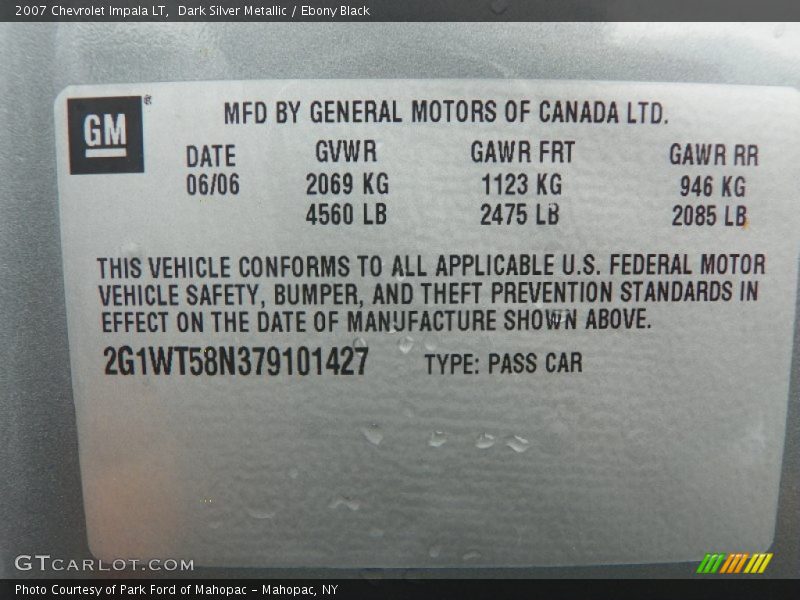 2007 Chevrolet Impala LT,  Dark Silver Metallic / Ebony Black
GM®
MFD BY GENERAL MOTORS OF CANADA LTD.
DATE GVWR GAWR FRT GAWR RR
06/06 2069 KG 1123 KG 946 KG
4560 LB 2475 LB 2085 LB
THIS VEHICLE CONFORMS TO ALL APPLICABLE U.S. FEDERAL MOTOR
VEHICLE SAFETY, BUMPER, AND THEFT PREVENTION STANDARDS IN
EFFECT ON THE DATE OF MANUFACTURE SHOWN ABOVE.
2G1WT58N379101427 TYPE: PASS CAR
GTCARLOT.COM
Photo Courtesy of Park Ford of Mahopac - Mahopac, NY